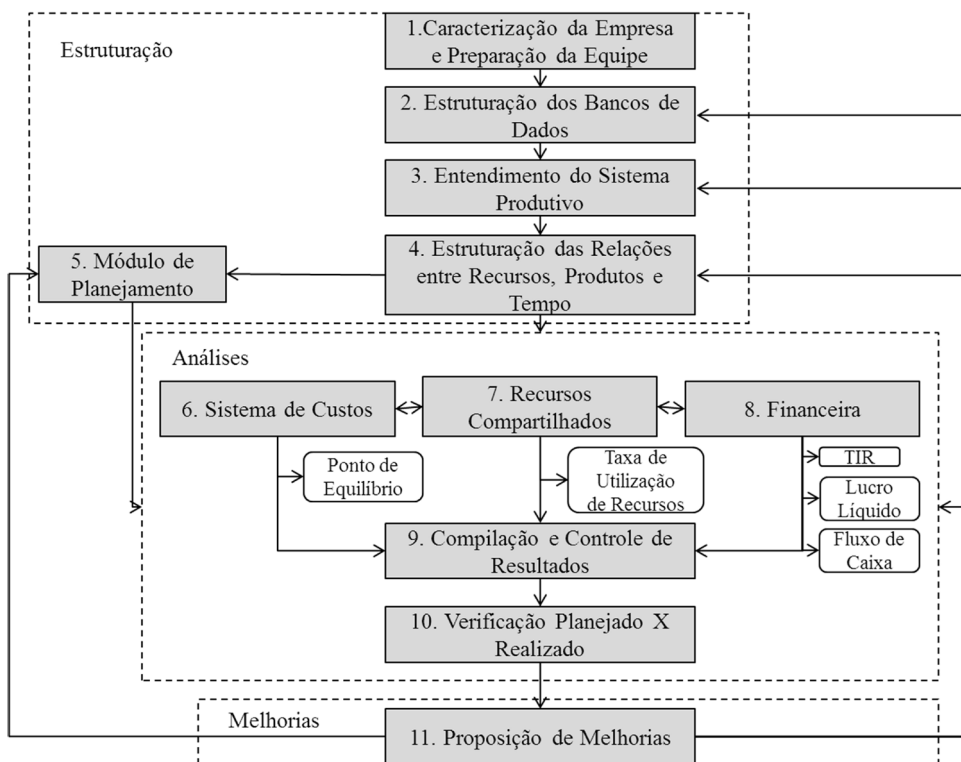 Estruturação
1.Caracterização da Empresa
e Preparação da Equipe
2. Estruturação dos Bancos de
Dados
3. Entendimento do Sistema
Produtivo
4. Estruturação das Relações
entre Recursos, Produtos e
Tempo
5. Módulo de
Planejamento
Análises
6. Sistema de Custos
7. Recursos
Compartilhados
8. Financeira
Ponto de
Equilíbrio
Taxa de
Utilização
de Recursos
TIR
Lucro
Líquido
Fluxo de
Caixa
9. Compilação e Controle de
Resultados
10. Verificação Planejado X
Realizado
Melhorias
11. Proposição de Melhorias